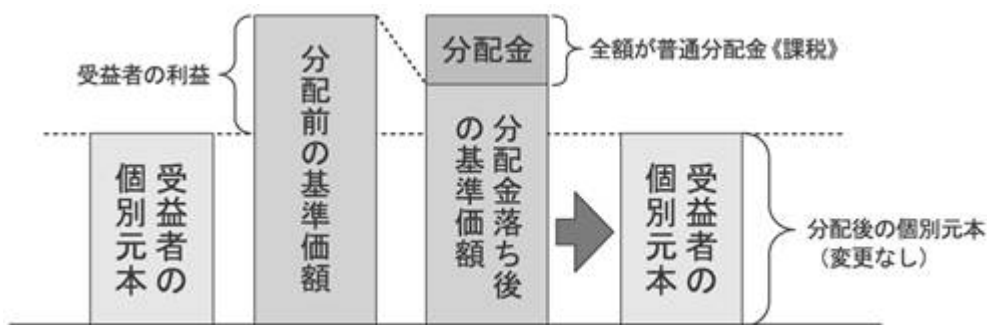 受益者の利益
分配前の基準価額
分配金
全額が普通分配金《課税》
受益者の
個別元本
分配金落ち後
の基準価額
受益者の
個別元本
分配後の個別元本
(変更なし)